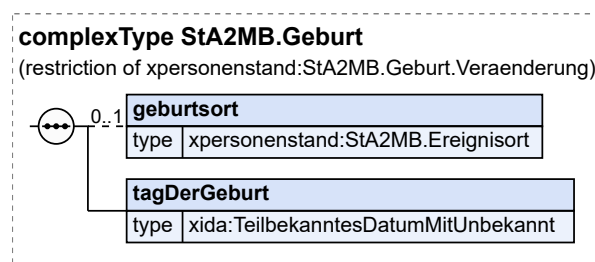 complexType StA2MB.Geburt
(restriction of xpersonenstand:StA2MB.Geburt.Veraenderung)
0..1
geburtsort
type xpersonenstand:StA2MB.Ereignisort
tagDerGeburt
type xida:TeilbekanntesDatumMitUnbekannt